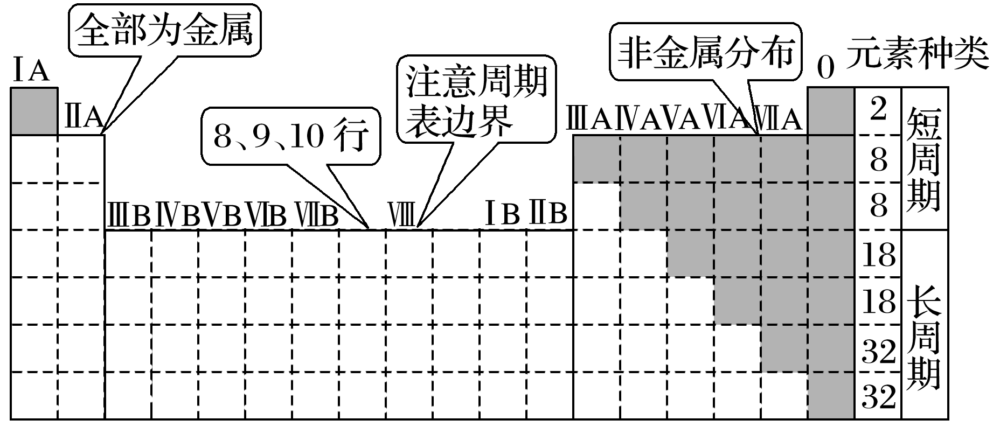 全部为金属
非金属分布
ⅠA
0
元素种类
注意周期
表边界
ⅡA
8、9、10 行
ⅢA ⅣA ⅤA ⅥA ⅦA
2
8
8
短周期
ⅢB ⅣB ⅤB ⅥB ⅦB Ⅷ ⅠB ⅡB
18
18
32
32
长周期